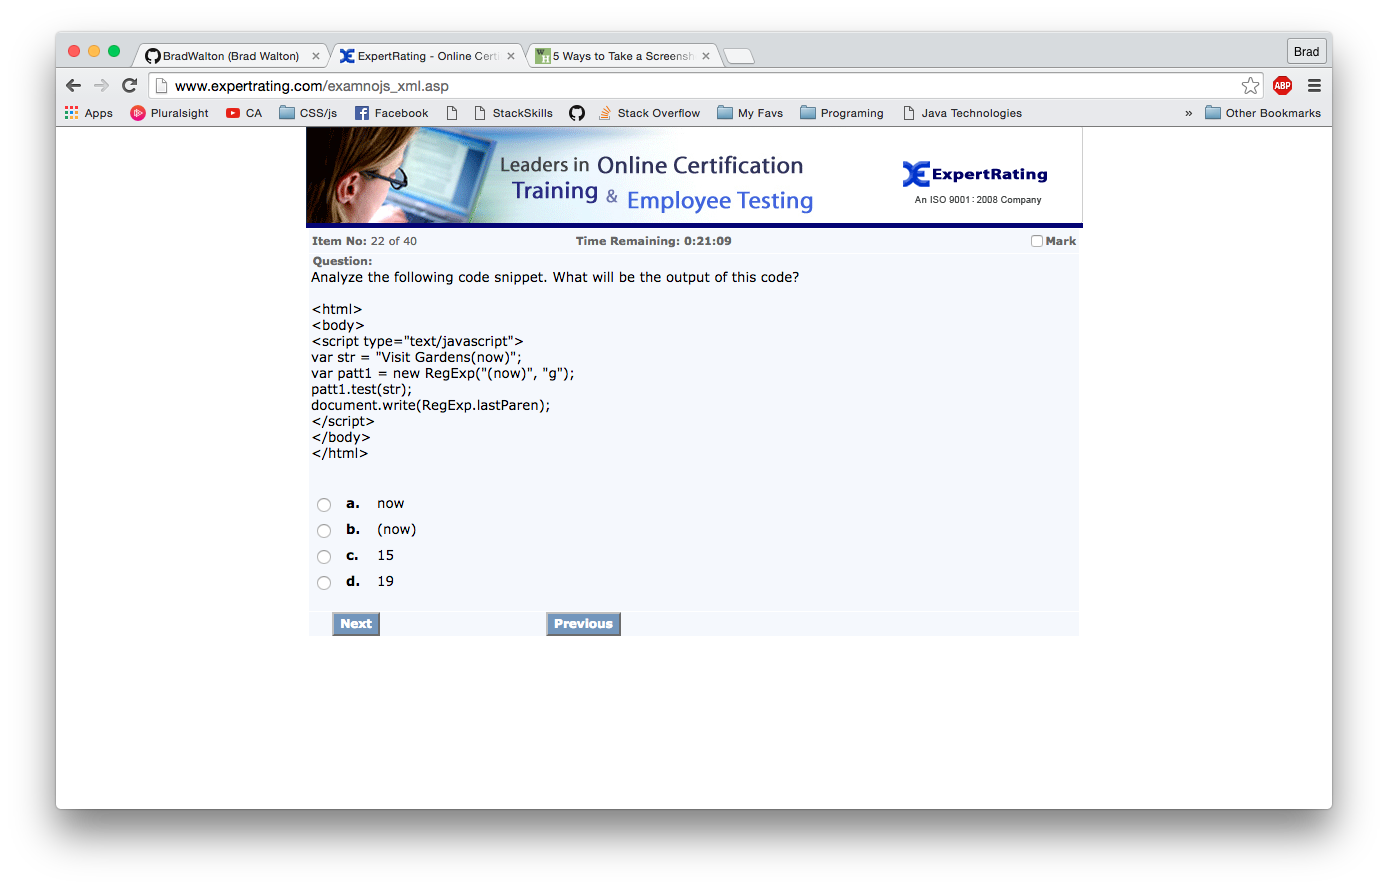 BradWalton (Brad Walton)
ExpertRating - Online Certi
5 Ways to Take a Screensh
Brad
www.expertrating.com/examnojs_xml.asp
ABP
Apps
Pluralsight
CA
CSS/js
Facebook
StackSkills
Stack Overflow
My Favs
Programing
Java Technologies
»
Other Bookmarks
Leaders in Online Certification
Training & Employee Testing
ExpertRating
An ISO 9001: 2008 Company
Item No: 22 of 40
Time Remaining: 0:21:09
Mark
Question:
Analyze the following code snippet. What will be the output of this code?
<html>
<body>
<script type="text/javascript">
var str = "Visit Gardens(now)";
var patt1 = new RegExp("(now)", "g");
patt1.test(str);
document.write(RegExp.lastParen);
</script>
</body>
</html>
a. now
b. (now)
c. 15
d. 19
Next
Previous